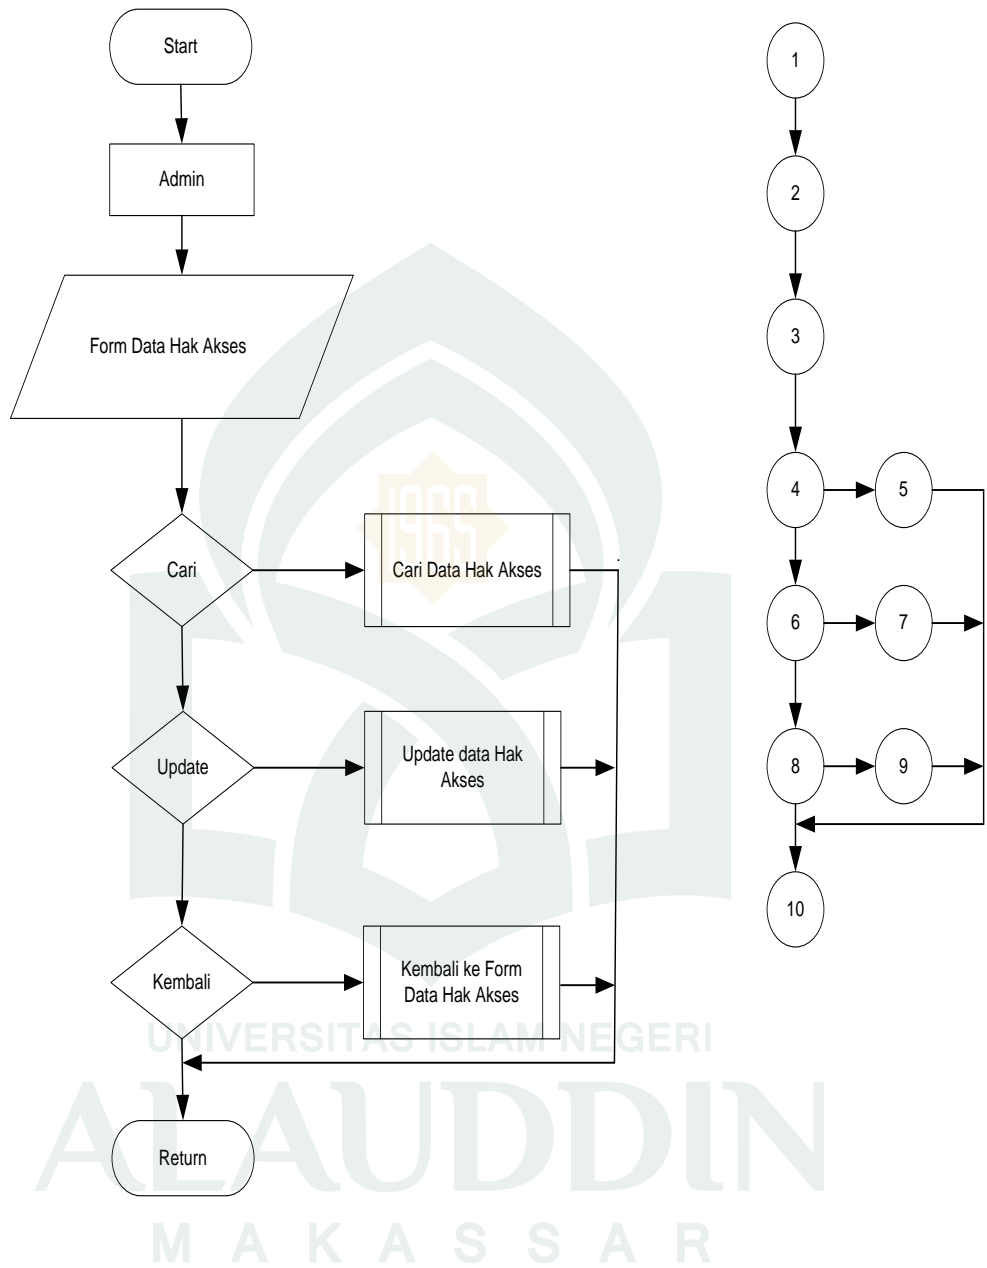 Start
Admin
Form Data Hak Akses
Cari
Cari Data Hak Akses
Update
Update data Hak
Akses
Kembali
Kembali ke Form
Data Hak Akses
Return
1
2
3
4
5
6
7
8
9
10
1965
UNIVERSITAS ISLAM NEGERI
ALAUDDIN
MAKASSAR